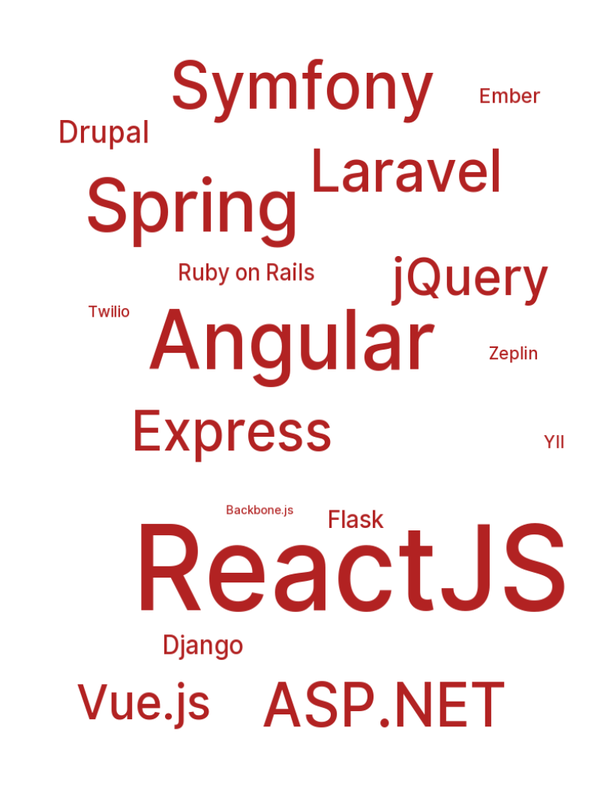 Symfony
Ember
Drupal
Laravel
Spring
Ruby on Rails
jQuery
Twilio
Angular
Zeplin
Express
YII
Backbone.js
Flask
ReactJS
Django
Vue.js
ASP.NET